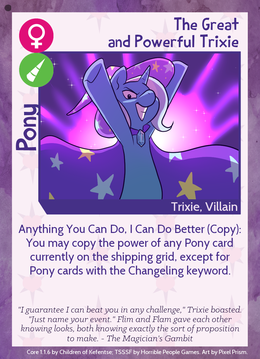 The Great
and Powerful Trixie
Pony
Trixie, Villain
Anything You Can Do, I Can Do Better (Copy):
You may copy the power of any Pony card
currently on the shipping grid, except for
Pony cards with the Changeling keyword.
"I guarantee I can beat you in any challenge," Trixie boasted.
"Just name your event." Flim and Flam gave each other
knowing looks, both knowing exactly the sort of proposition
to make. - The Magician's Gambit
Core 1.1.6 by Children of Kefentse; TSSSF by Horrible People Games. Art by Pixel Prism.